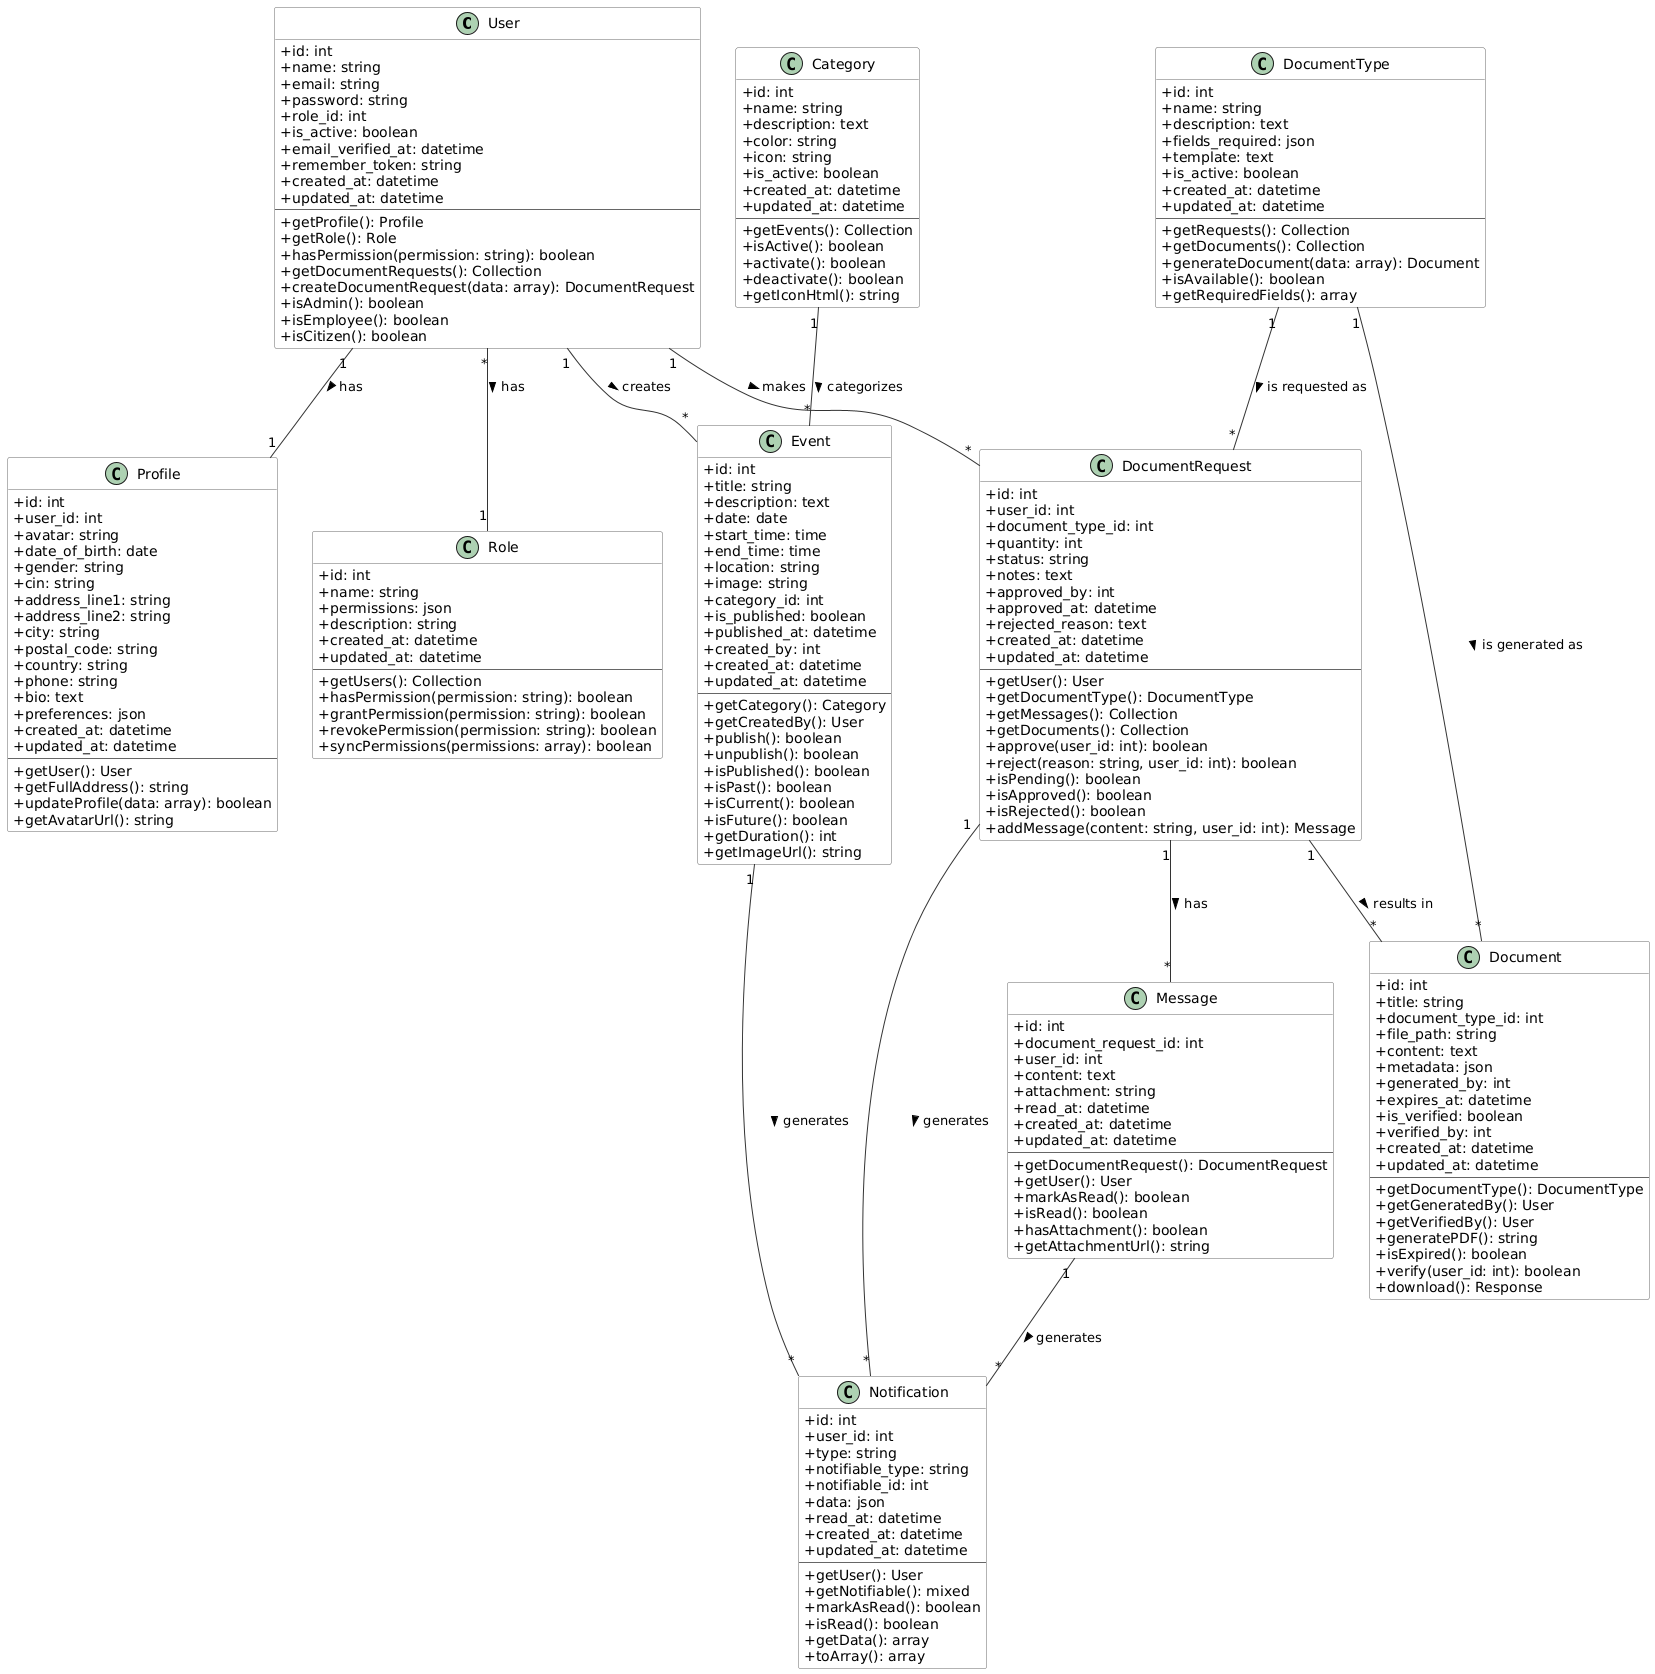 C User
+id: int
+name: string
+email: string
+password: string
+role_id: int
+is_active: boolean
+email_verified_at: datetime
+remember_token: string
+created_at: datetime
+updated_at: datetime
+getProfile(): Profile
+getRole(): Role
+hasPermission(permission: string): boolean
+getDocumentRequests(): Collection
+createDocumentRequest(data: array): DocumentRequest
+isAdmin(): boolean
+isEmployee(): boolean
+isCitizen(): boolean
C Category
+id: int
+name: string
+description: text
+color: string
+icon: string
+is_active: boolean
+created_at: datetime
+updated_at: datetime
+getEvents(): Collection
+isActive(): boolean
+activate(): boolean
+deactivate(): boolean
+getIconHtml(): string
C DocumentType
+id: int
+name: string
+description: text
+fields_required: json
+template: text
+is_active: boolean
+created_at: datetime
+updated_at: datetime
+getRequests(): Collection
+getDocuments(): Collection
+generateDocument(data: array): Document
+isAvailable(): boolean
+getRequiredFields(): array
1
has
1
*
has
1
1
creates
*
1
makes
*
1
categorizes
*
1
is requested as
*
1
is generated as
*
C Profile
+id: int
+user_id: int
+avatar: string
+date_of_birth: date
+gender: string
+cin: string
+address_line1: string
+address_line2: string
+city: string
+postal_code: string
+country: string
+phone: string
+bio: text
+preferences: json
+created_at: datetime
+updated_at: datetime
+getUser(): User
+getFullAddress(): string
+updateProfile(data: array): boolean
+getAvatarUrl(): string
C Role
+id: int
+name: string
+permissions: json
+description: string
+created_at: datetime
+updated_at: datetime
+getUsers(): Collection
+hasPermission(permission: string): boolean
+grantPermission(permission: string): boolean
+revokePermission(permission: string): boolean
+syncPermissions(permissions: array): boolean
C Event
+id: int
+title: string
+description: text
+date: date
+start_time: time
+end_time: time
+location: string
+image: string
+category_id: int
+is_published: boolean
+published_at: datetime
+created_by: int
+created_at: datetime
+updated_at: datetime
+getCategory(): Category
+getCreatedBy(): User
+publish(): boolean
+unpublish(): boolean
+isPublished(): boolean
+isPast(): boolean
+isCurrent(): boolean
+isFuture(): boolean
+getDuration(): int
+getImageUrl(): string
C DocumentRequest
+id: int
+user_id: int
+document_type_id: int
+quantity: int
+status: string
+notes: text
+approved_by: int
+approved_at: datetime
+rejected_reason: text
+created_at: datetime
+updated_at: datetime
+getUser(): User
+getDocumentType(): DocumentType
+getMessages(): Collection
+getDocuments(): Collection
+approve(user_id: int): boolean
+reject(reason: string, user_id: int): boolean
+isPending(): boolean
+isApproved(): boolean
+isRejected(): boolean
+addMessage(content: string, user_id: int): Message
1
generates
*
1
generates
*
1
has
*
1
results in
*
C Message
+id: int
+document_request_id: int
+user_id: int
+content: text
+attachment: string
+read_at: datetime
+created_at: datetime
+updated_at: datetime
+getDocumentRequest(): DocumentRequest
+getUser(): User
+markAsRead(): boolean
+isRead(): boolean
+hasAttachment(): boolean
+getAttachmentUrl(): string
C Document
+id: int
+title: string
+document_type_id: int
+file_path: string
+content: text
+metadata: json
+generated_by: int
+expires_at: datetime
+is_verified: boolean
+verified_by: int
+created_at: datetime
+updated_at: datetime
+getDocumentType(): DocumentType
+getGeneratedBy(): User
+getVerifiedBy(): User
+generatePDF(): string
+isExpired(): boolean
+verify(user_id: int): boolean
+download(): Response
1
generates
*
C Notification
+id: int
+user_id: int
+type: string
+notifiable_type: string
+notifiable_id: int
+data: json
+read_at: datetime
+created_at: datetime
+updated_at: datetime
+getUser(): User
+getNotifiable(): mixed
+markAsRead(): boolean
+isRead(): boolean
+getData(): array
+toArray(): array